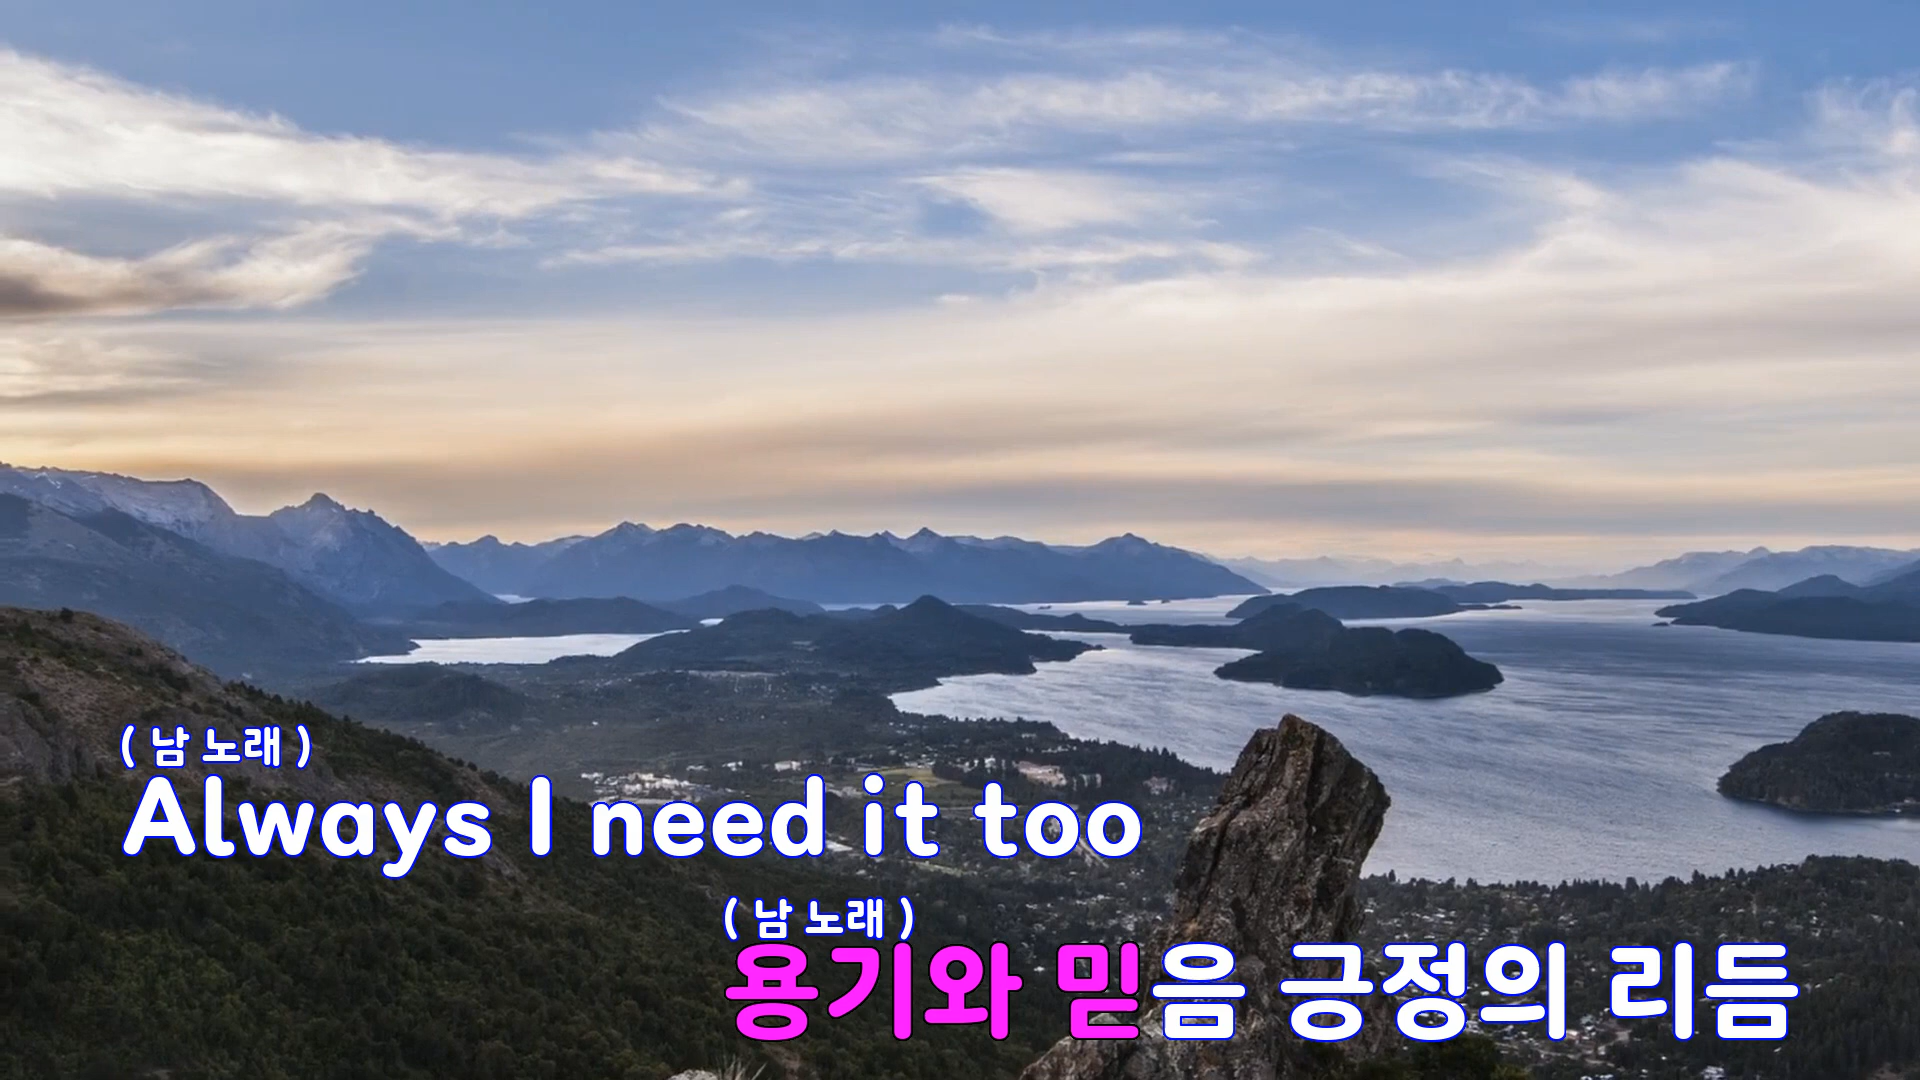 ( 남 노래 )
Always I need it too
( 남 노래 )
용기와 믿음 긍정의 리듬